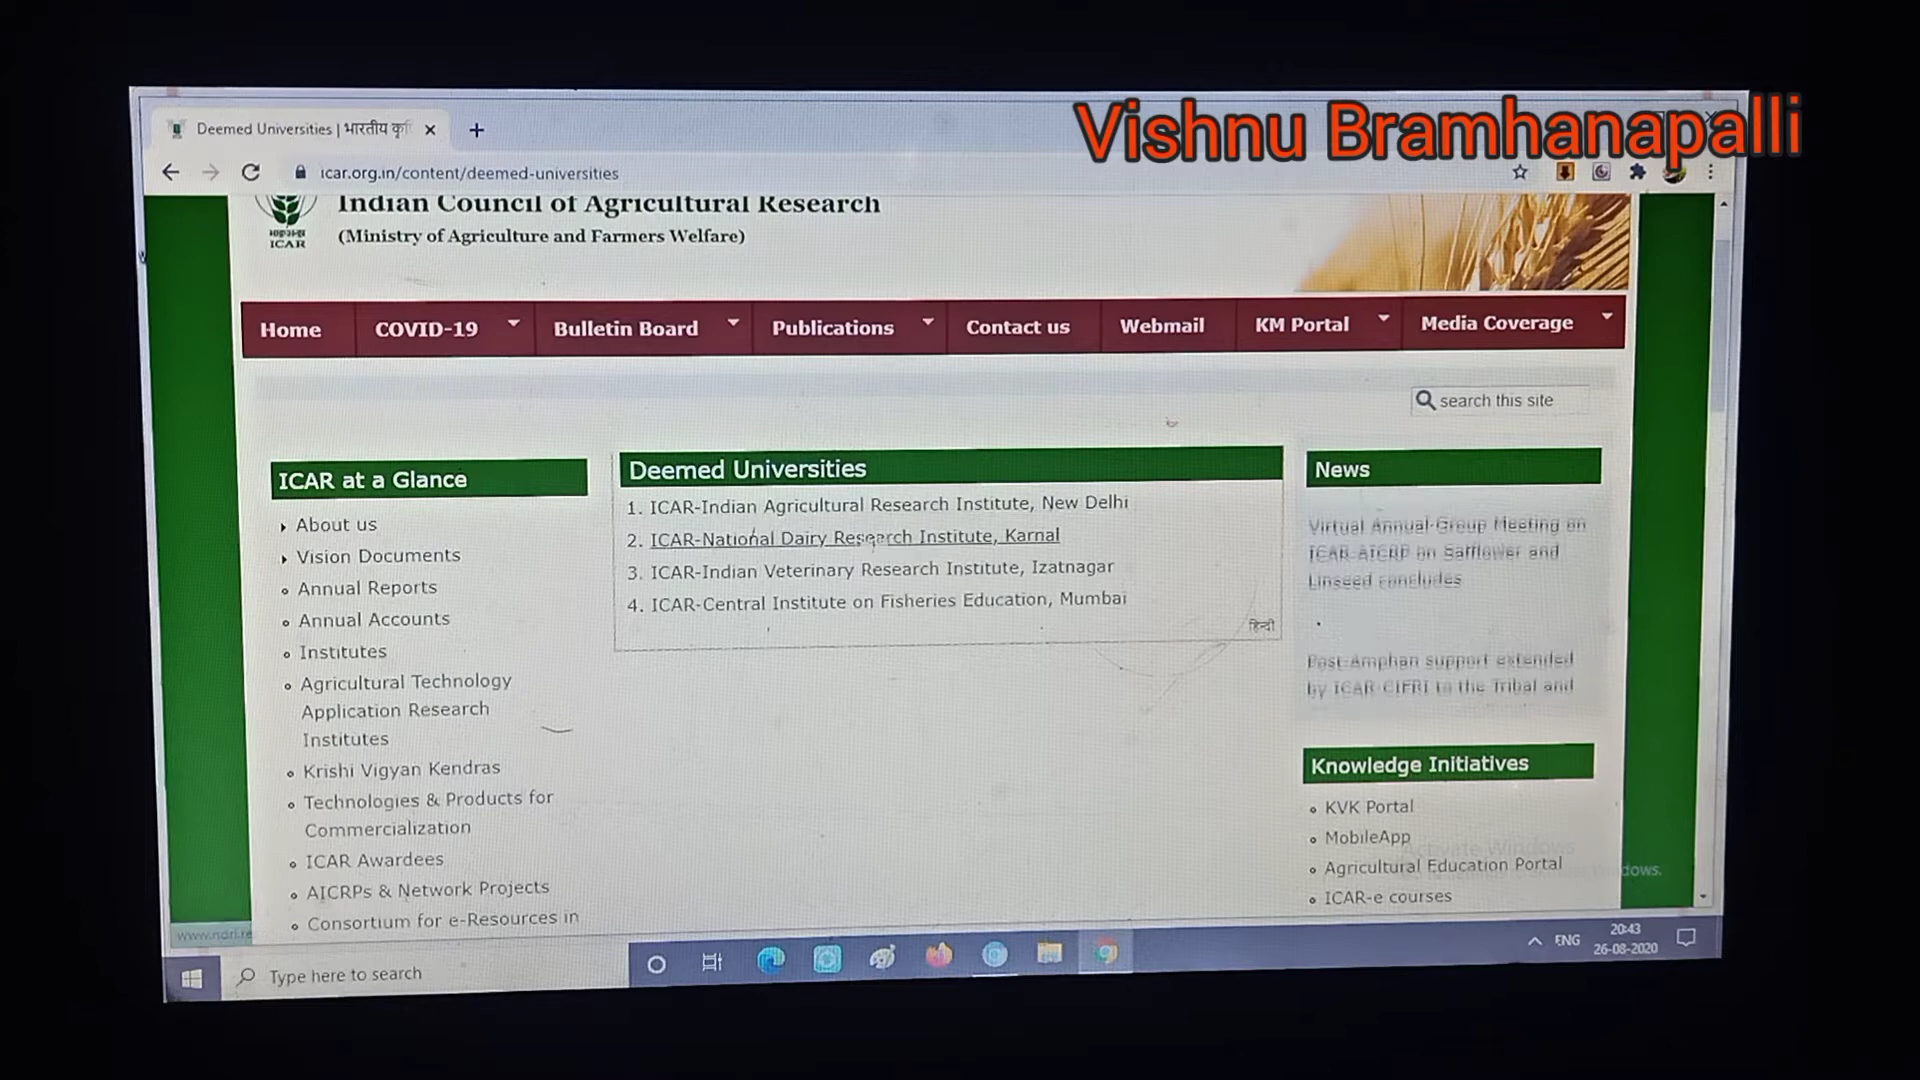 Vishnu Bramhanapalli
Deemed Universities | भारतीय कृषि
icar.org.in/content/deemed-universities
Indian Council of Agricultural Research
(Ministry of Agriculture and Farmers Welfare)
ICAR
Home
COVID-19
Bulletin Board
Publications
Contact us
Webmail
KM Portal
Media Coverage
search this site
ICAR at a Glance
About us
Vision Documents
Annual Reports
Annual Accounts
Institutes
Agricultural Technology
Application Research
Institutes
Krishi Vigyan Kendras
Technologies & Products for
Commercialization
ICAR Awardees
AICRPs & Network Projects
Consortium for e-Resources in
Deemed Universities
1. ICAR-Indian Agricultural Research Institute, New Delhi
2. ICAR-National Dairy Research Institute, Karnal
3. ICAR-Indian Veterinary Research Institute, Izatnagar
4. ICAR-Central Institute on Fisheries Education, Mumbai
हिन्दी
News
Virtual Annual Group Meeting on
ICAR-AICRP on Safflower and
Linseed concludes
Post-Amphan support extended
by ICAR-CIFRI to the Tribal and
Knowledge Initiatives
KVK Portal
MobileApp
Agricultural Education Portal
ICAR-e courses
Activate Windows
www.ndri.re
Type here to search
ENG
20:43
26-08-2020